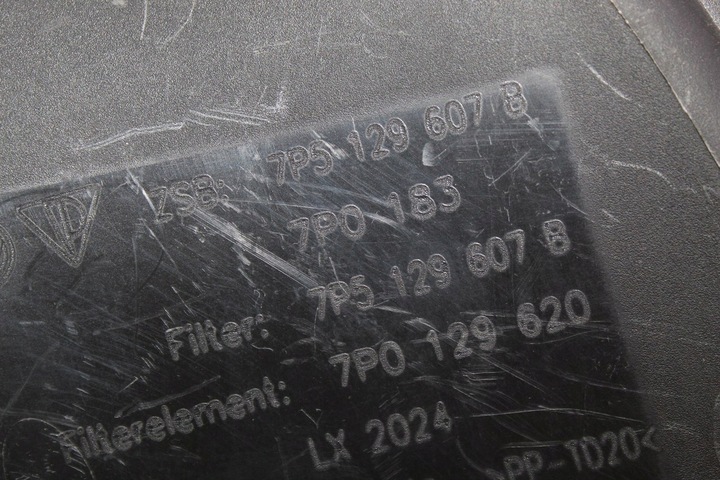 ZSB: 7P5 129 607 B
7P0 183
Filter: 7P5 129 607 B
Filterelement: 7P0 129 620
LX 2024
>PP-TD20<